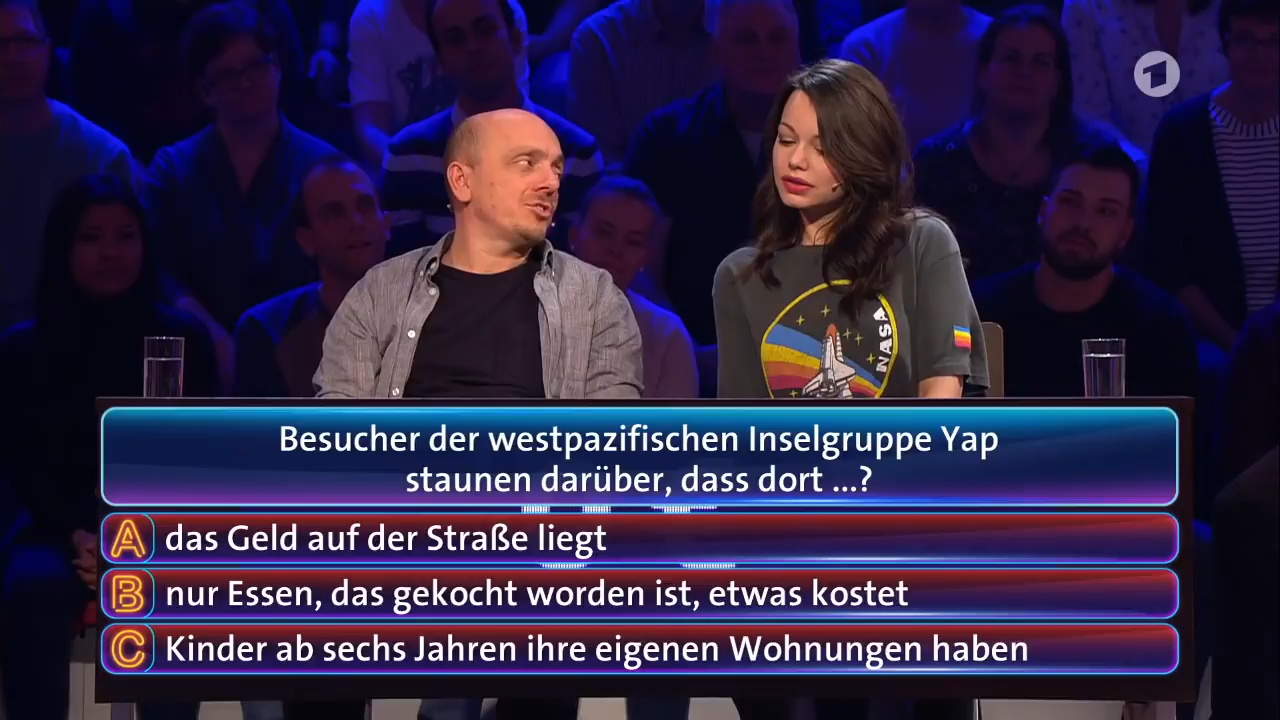 1
NASA
Besucher der westpazifischen Inselgruppe Yap
staunen darüber, dass dort ...?
A das Geld auf der Straße liegt
B nur Essen, das gekocht worden ist, etwas kostet
C Kinder ab sechs Jahren ihre eigenen Wohnungen haben